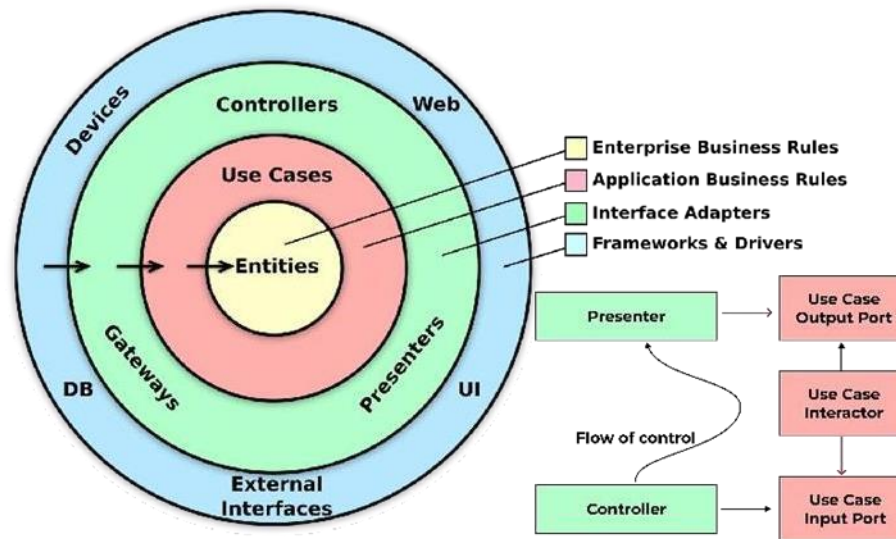 Devices
Controllers
Web
Use Cases
Entities
Gateways
Presenters
DB
UI
External
Interfaces
Enterprise Business Rules
Application Business Rules
Interface Adapters
Frameworks & Drivers
Presenter
Use Case
Output Port
Use Case
Interactor
Flow of control
Controller
Use Case
Input Port